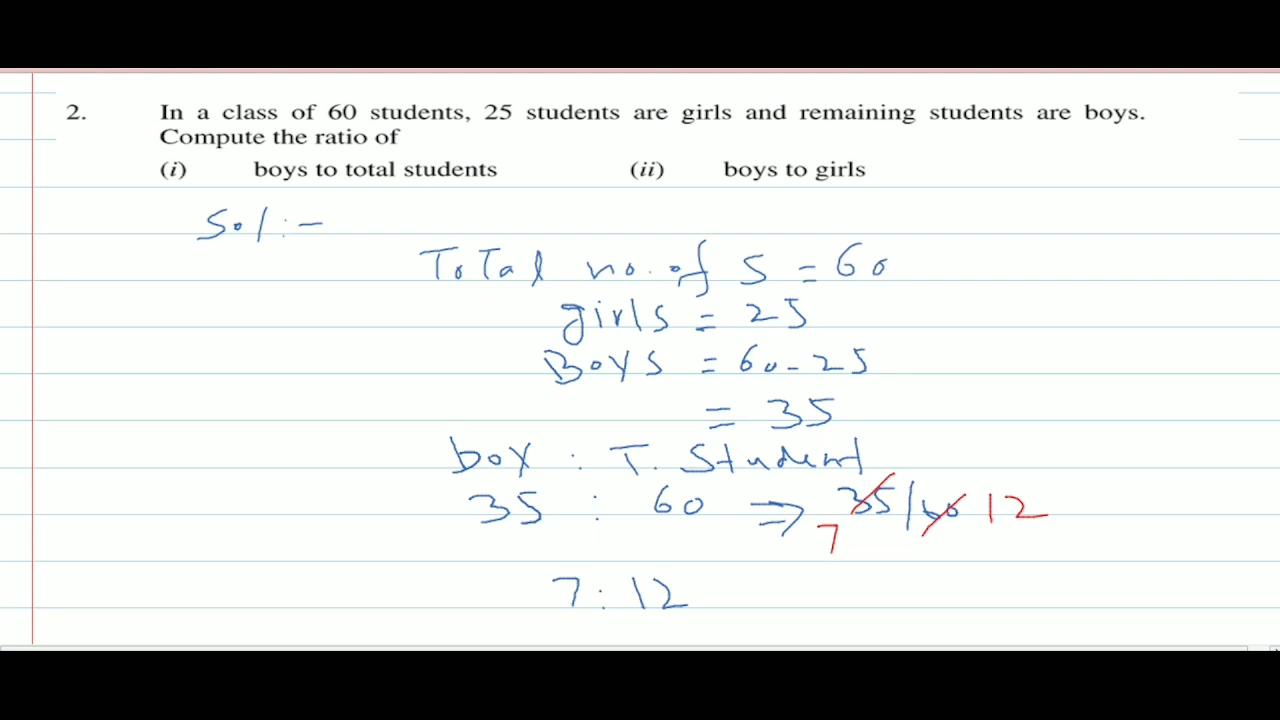 2. In a class of 60 students, 25 students are girls and remaining students are boys.
Compute the ratio of
(i) boys to total students (ii) boys to girls
Sol:-
Total no. of S = 60
girls = 25
Boys = 60-25
= 35
boy : T. Student
35 : 60 ⇒ 35/60 12
7
7:12